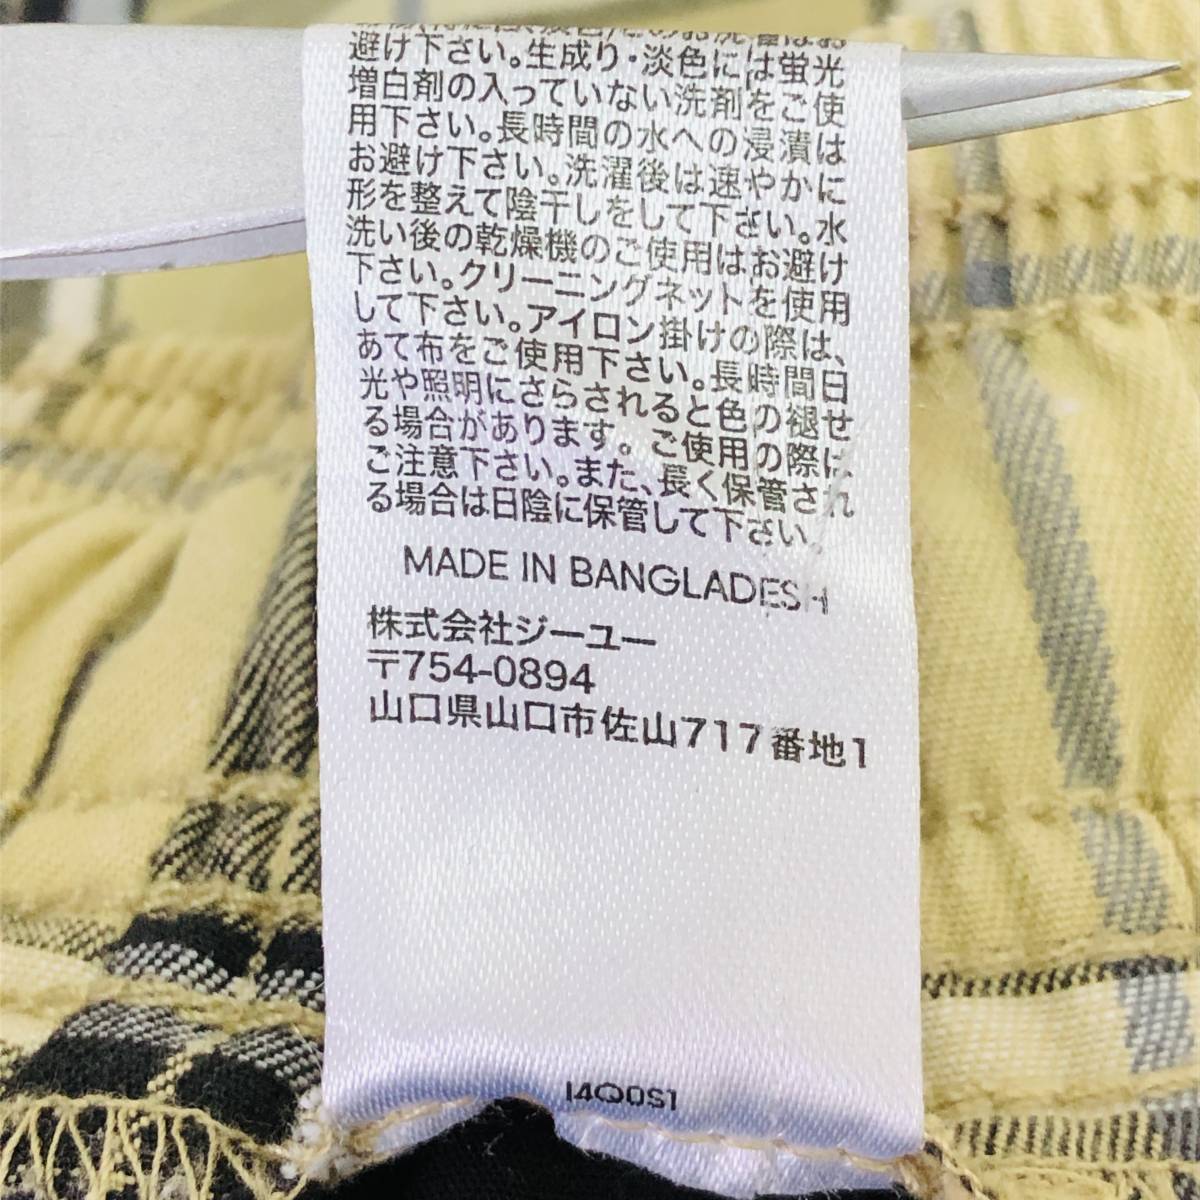 避け下さい。生成り・淡色には蛍光
増白剤の入っていない洗剤をご使
用下さい。長時間の水への浸漬は
お避け下さい。洗濯後は速やかに
形を整えて陰干しをして下さい。水
洗い後の乾燥機のご使用はお避け
下さい。クリーニングネットを使用
して下さい。アイロン掛けの際は、
あて布をご使用下さい。長時間日
光や照明にさらされると色の褪せ
る場合があります。ご使用の際に
ご注意下さい。また、長く保管され
る場合は日陰に保管して下さい。
MADE IN BANGLADESH
株式会社ジーユー
〒754-0894
山口県山口市佐山717番地1
I4Q0S1